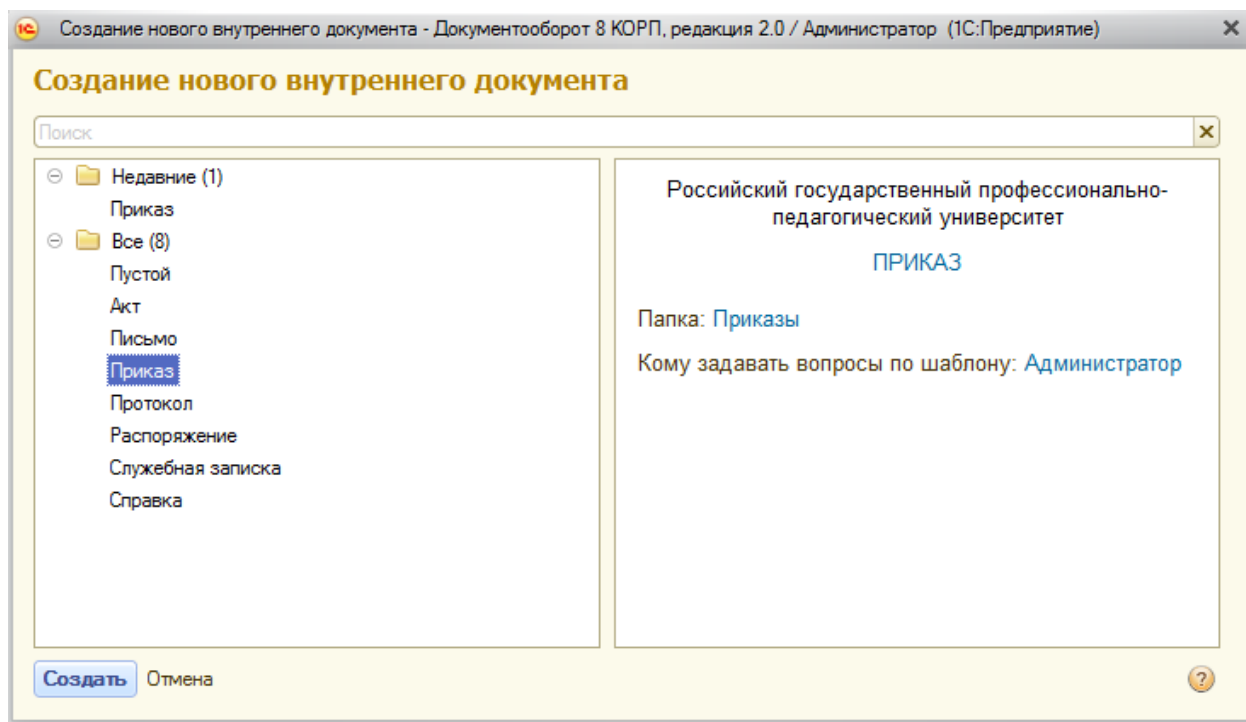 1С Создание нового внутреннего документа - Документооборот 8 КОРП, редакция 2.0 / Администратор (1С:Предприятие)
Создание нового внутреннего документа
Поиск
Недавние (1)
Приказ
Все (8)
Пустой
Акт
Письмо
Приказ
Протокол
Распоряжение
Служебная записка
Справка
Российский государственный профессионально-
педагогический университет
ПРИКАЗ
Папка: Приказы
Кому задавать вопросы по шаблону: Администратор
Создать Отмена ?